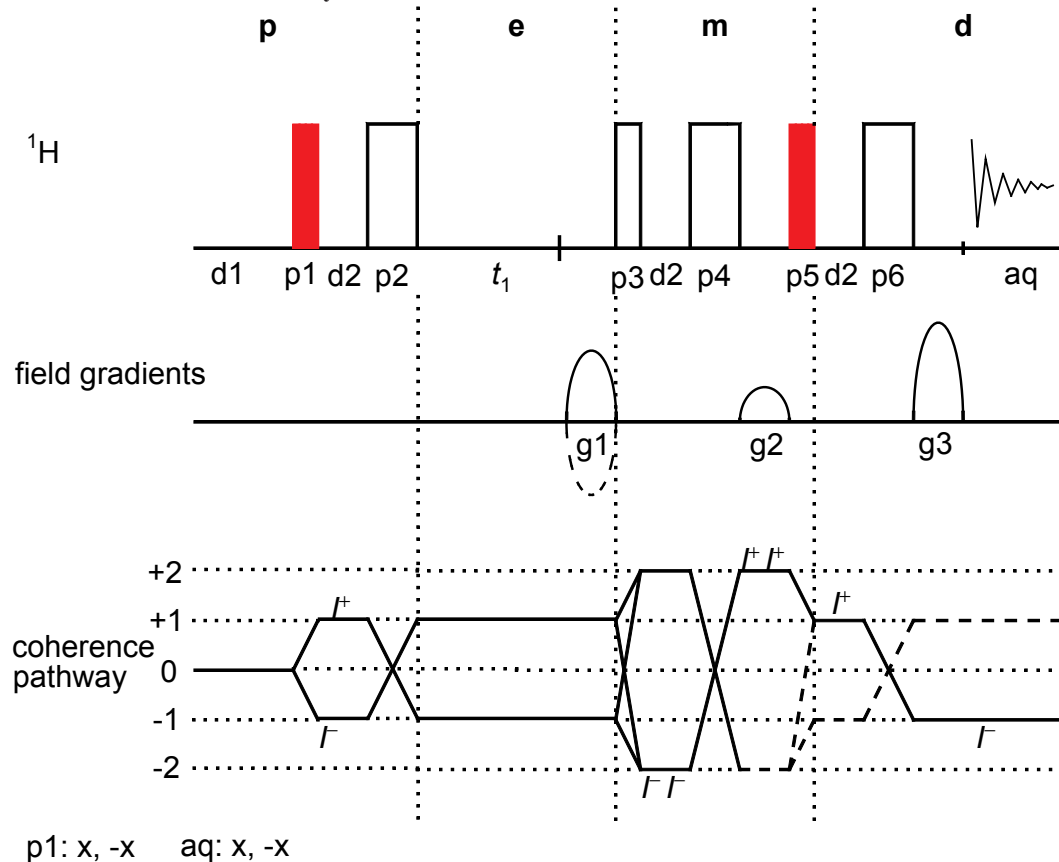 p e m d
¹H
d1 p1 d2 p2 t₁ p3 d2 p4 p5 d2 p6 aq
field gradients
g1 g2 g3
I⁺ I⁺
+2
I⁺ I⁺
+1
coherence
pathway
0
-1
I⁻ I⁻
-2
I⁻ I⁻
p1: x, -x aq: x, -x